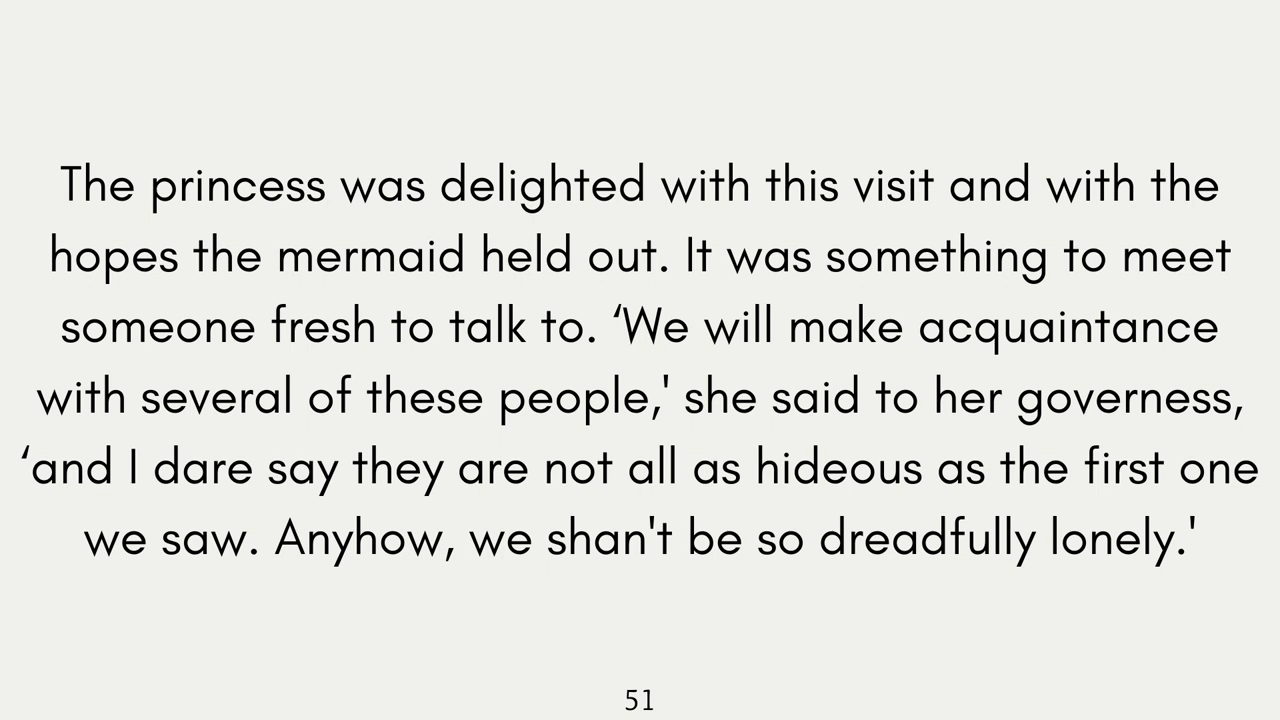 The princess was delighted with this visit and with the
hopes the mermaid held out. It was something to meet
someone fresh to talk to. ‘We will make acquaintance
with several of these people,' she said to her governess,
‘and I dare say they are not all as hideous as the first one
we saw. Anyhow, we shan't be so dreadfully lonely.'
51